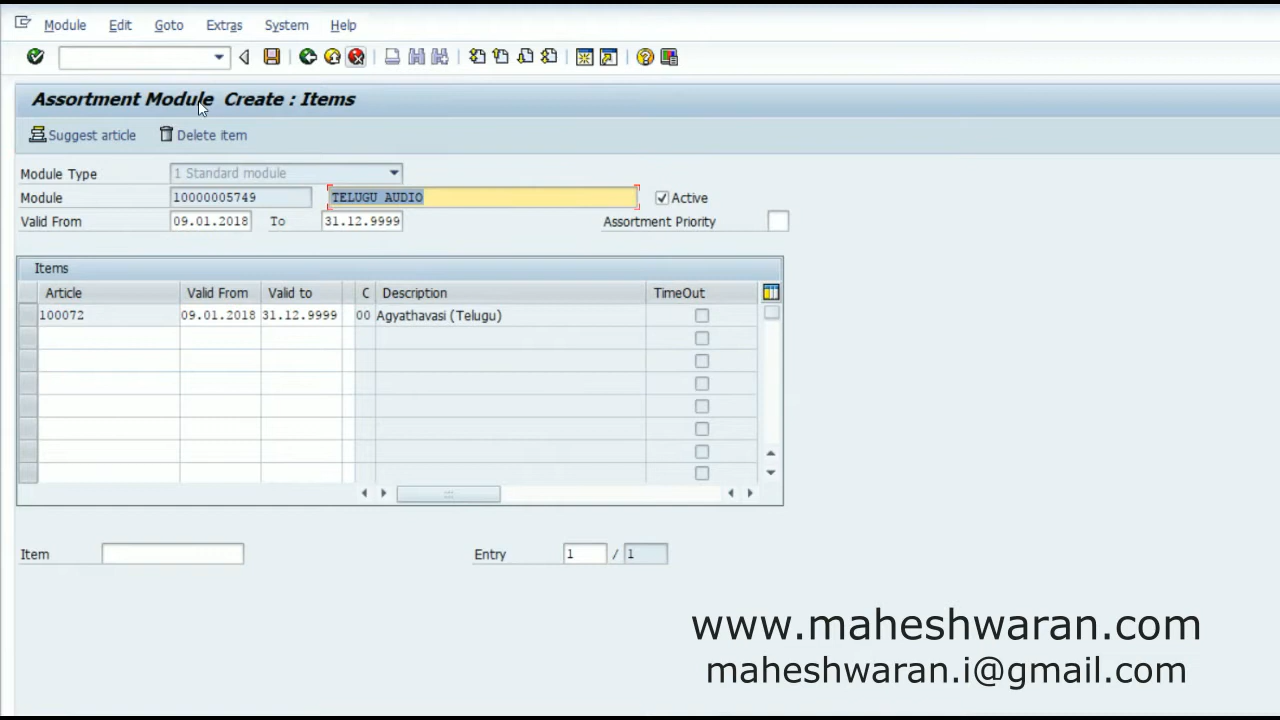 Module Edit Goto Extras System Help
Assortment Module Create : Items
Suggest article Delete item
Module Type 1 Standard module
Module 10000005749 TELUGU AUDIO Active
Valid From 09.01.2018 To 31.12.9999 Assortment Priority
Items
Article Valid From Valid to C Description TimeOut
100072 09.01.2018 31.12.9999 00 Agyathavasi (Telugu)
Item Entry 1 / 1
www.maheshwaran.com
maheshwaran.i@gmail.com